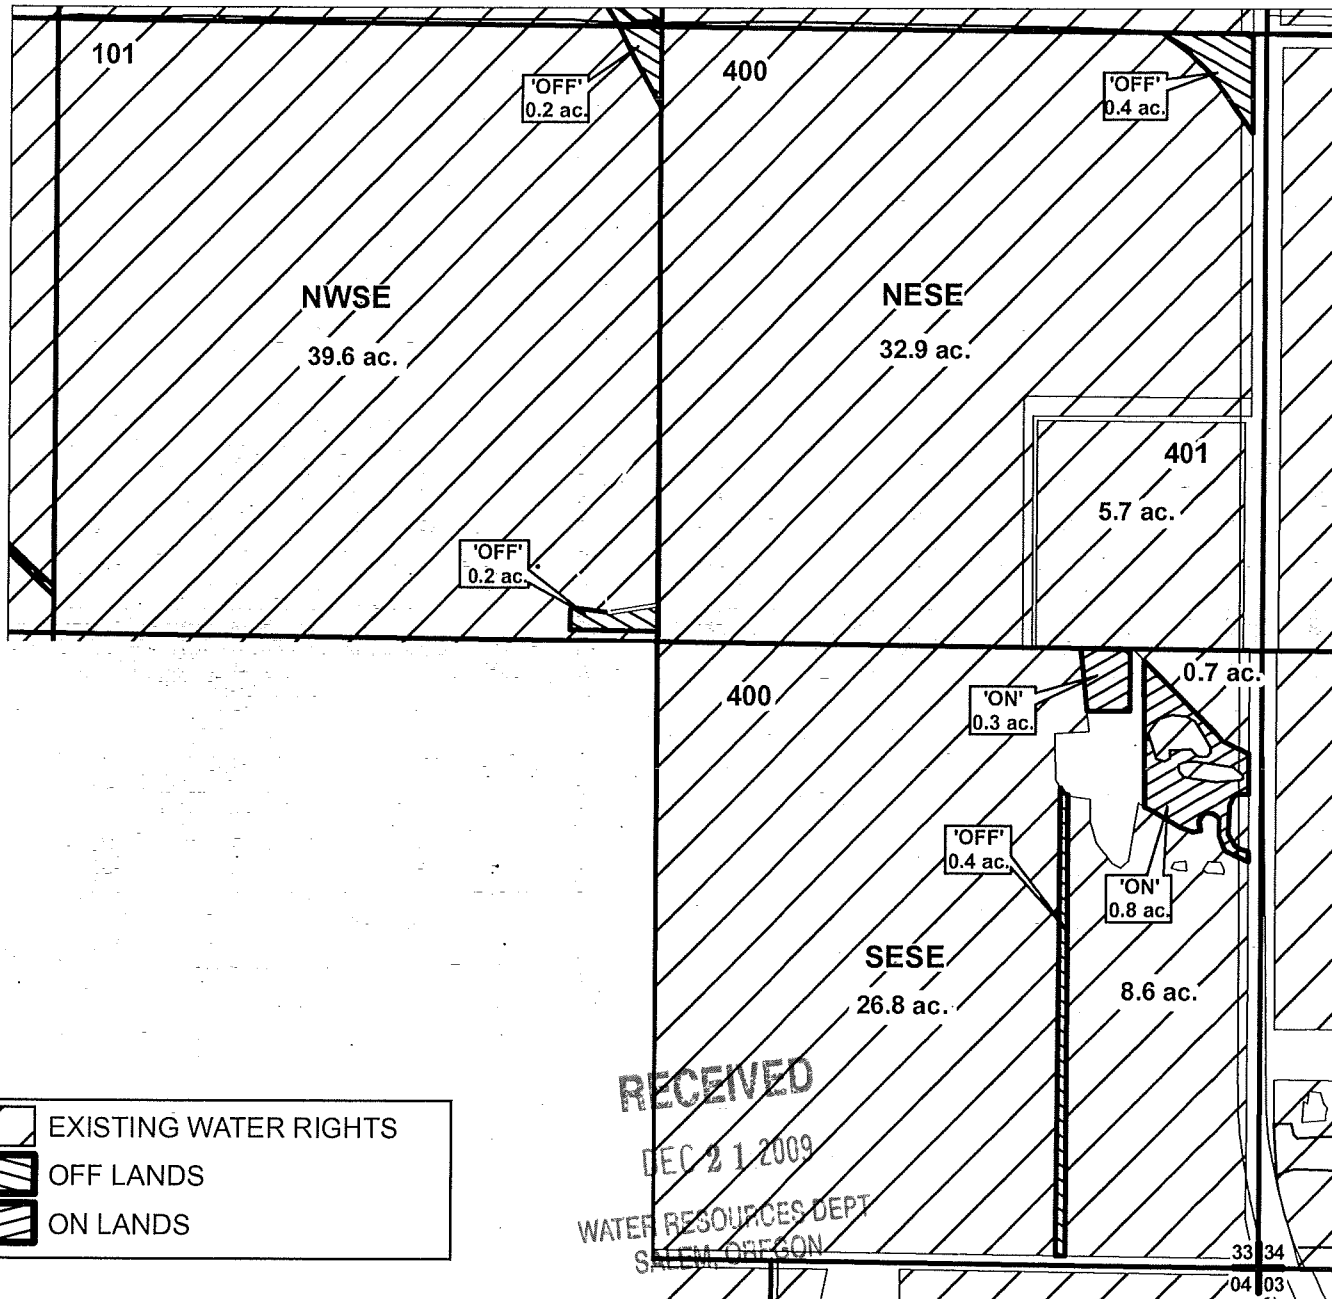 101
'OFF'
0.2 ac.
400
'OFF'
0.4 ac.
NWSE
39.6 ac.
NESE
32.9 ac.
401
5.7 ac.
'OFF'
0.2 ac.
400
'ON'
0.3 ac.
0.7 ac.
'OFF'
0.4 ac.
'ON'
0.8 ac.
SESE
26.8 ac.
8.6 ac.
RECEIVED
DEC 21 2009
WATER RESOURCES DEPT
SALEM, OREGON
EXISTING WATER RIGHTS
OFF LANDS
ON LANDS
33 34
04 03